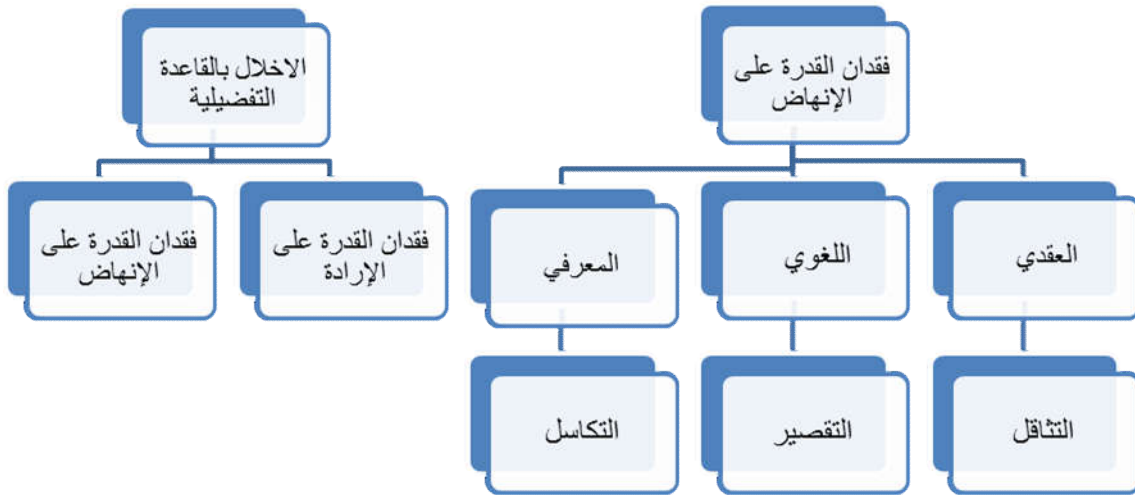 فقدان القدرة على
الإنهاض
العقدي
اللغوي
المعرفي
التثاقل
التقصير
التكاسل
الاخلال بالقاعدة
التفضيلية
فقدان القدرة على
الإرادة
فقدان القدرة على
الإنهاض